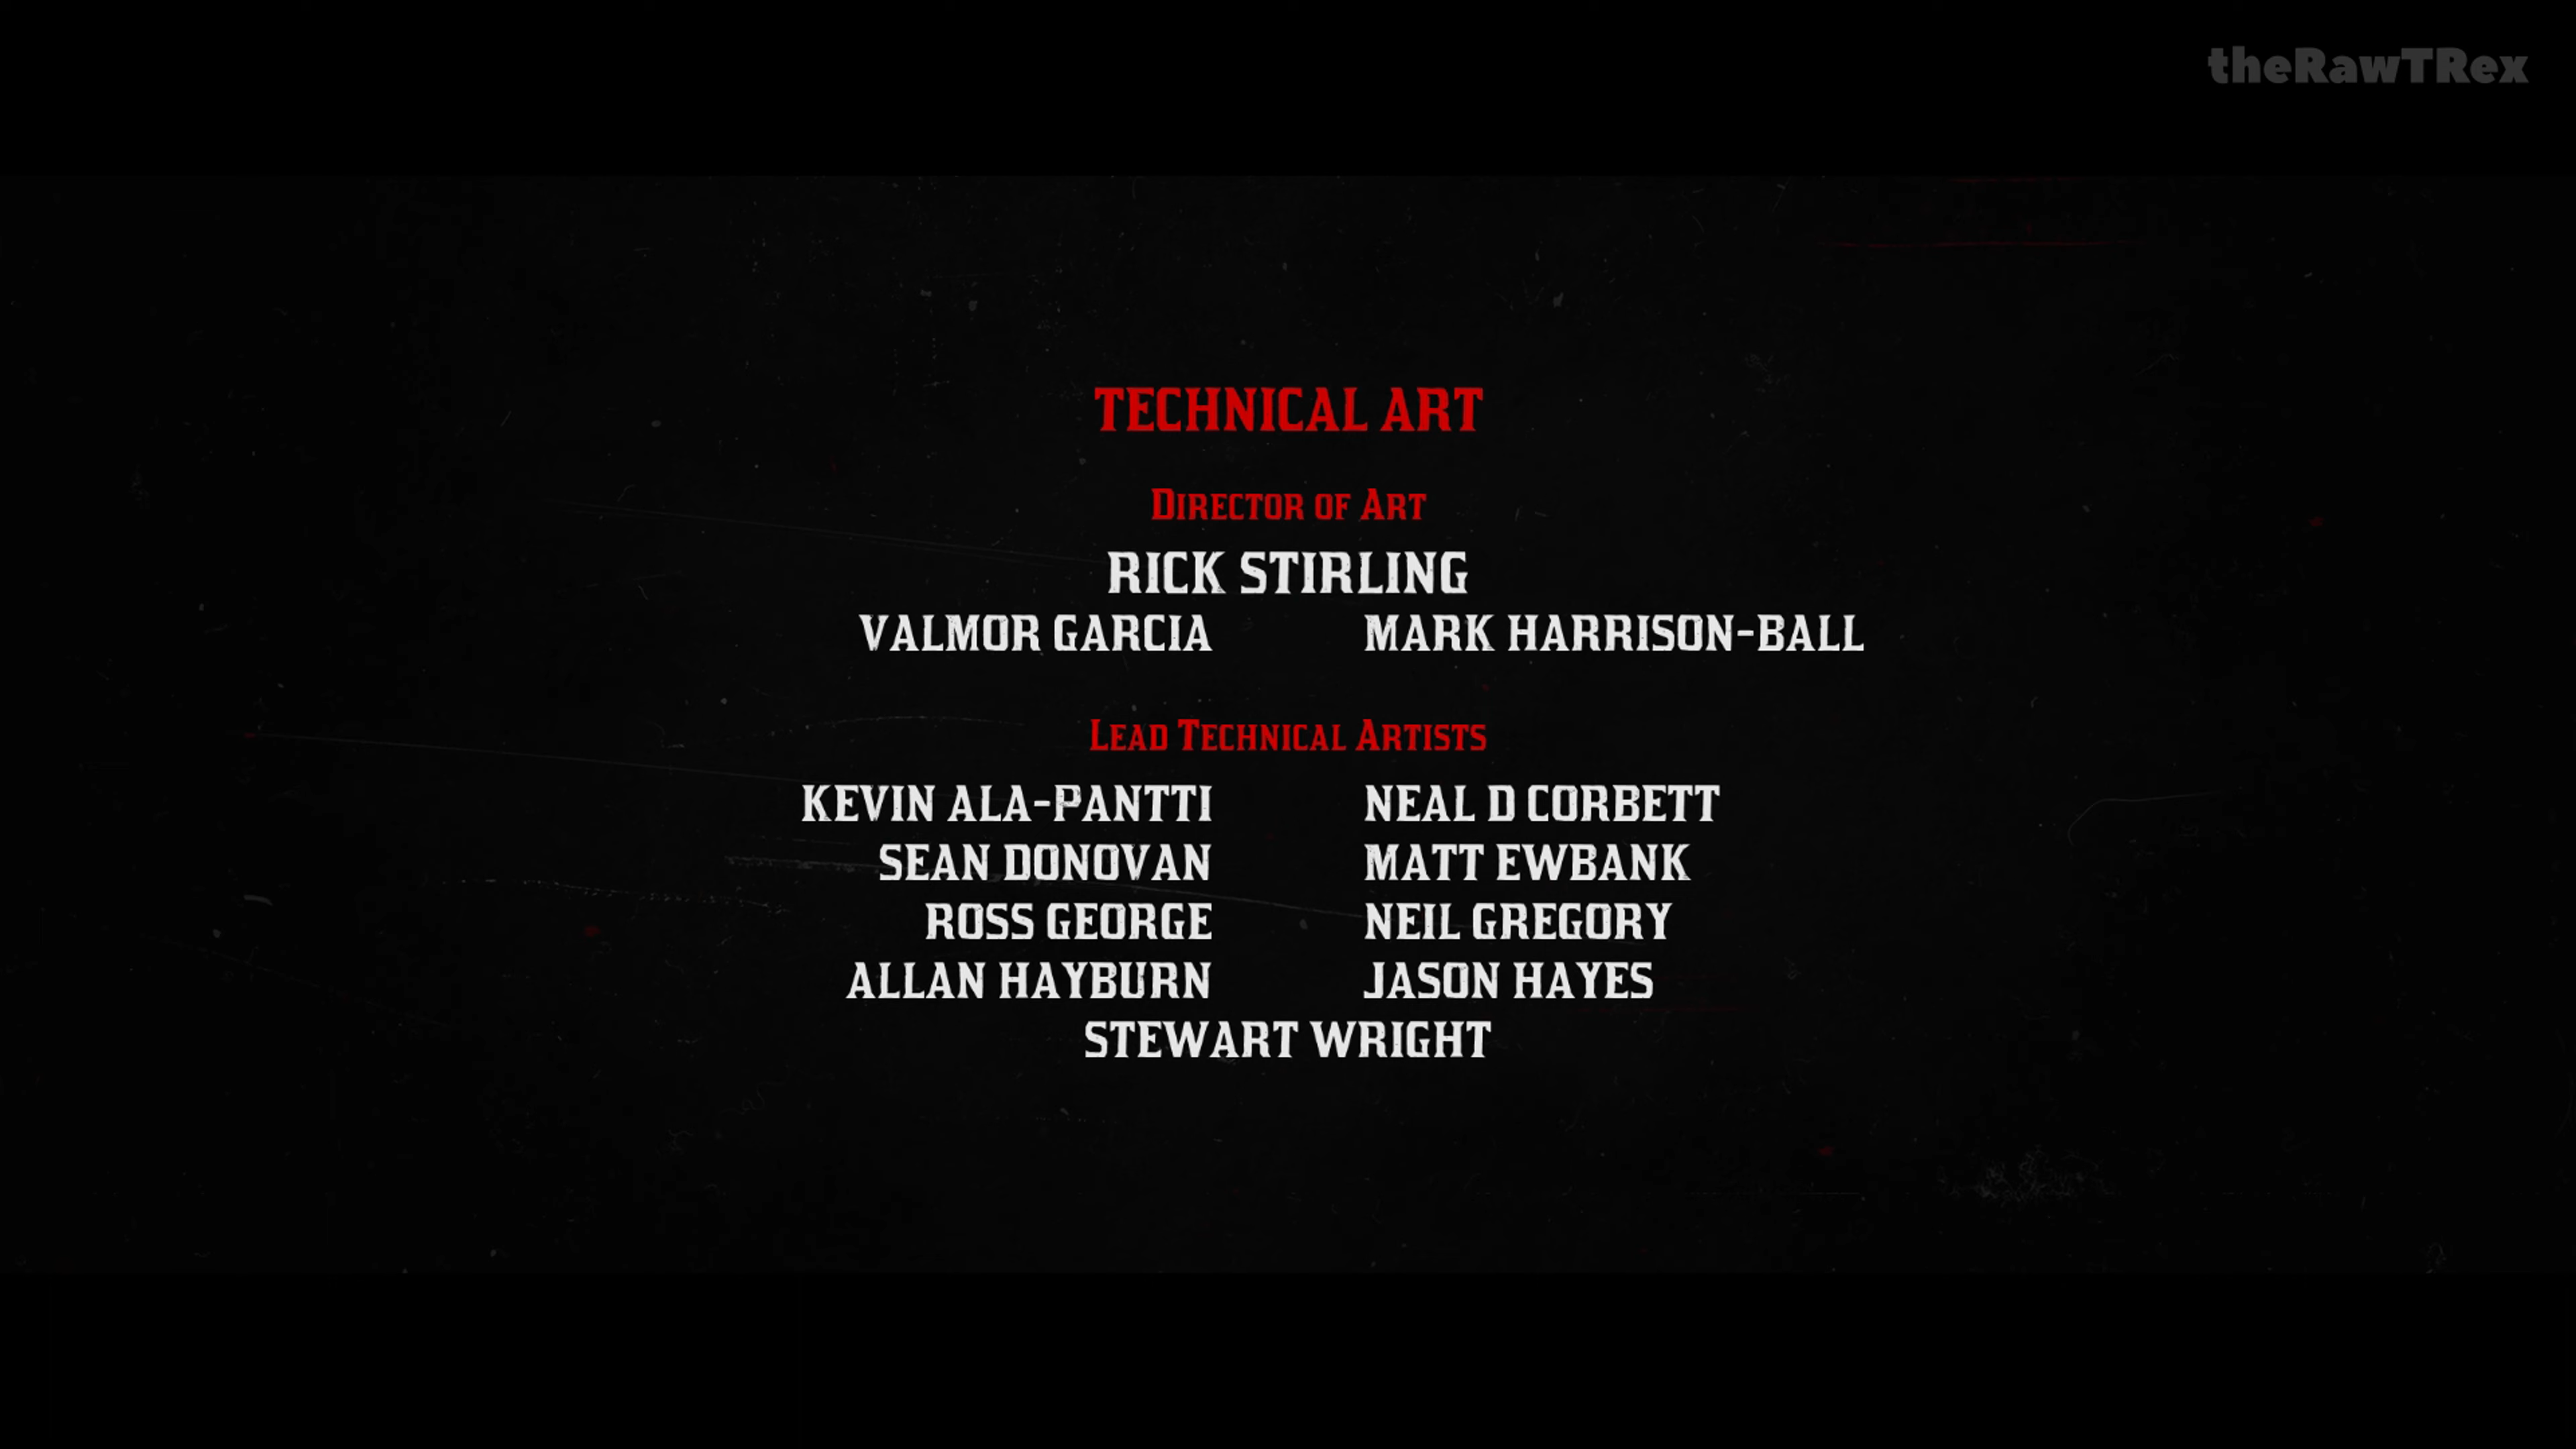 theRawTRex
TECHNICAL ART
DIRECTOR OF ART
RICK STIRLING
VALMOR GARCIA MARK HARRISON-BALL
LEAD TECHNICAL ARTISTS
KEVIN ALA-PANTTI NEAL D CORBETT
SEAN DONOVAN MATT EWBANK
ROSS GEORGE NEIL GREGORY
ALLAN HAYBURN JASON HAYES
STEWART WRIGHT